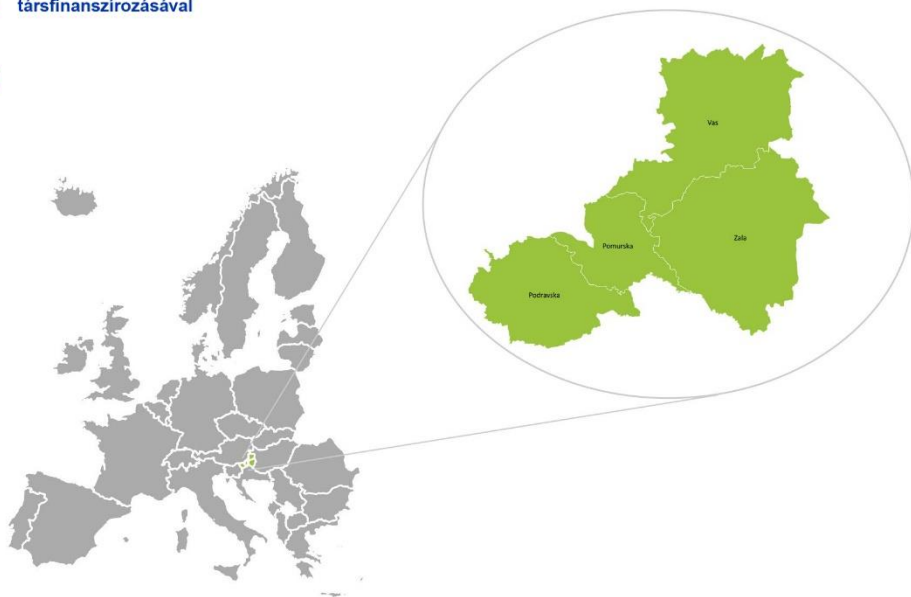 társfinanszírozásával
Vas
Zala
Pomurska
Podravska